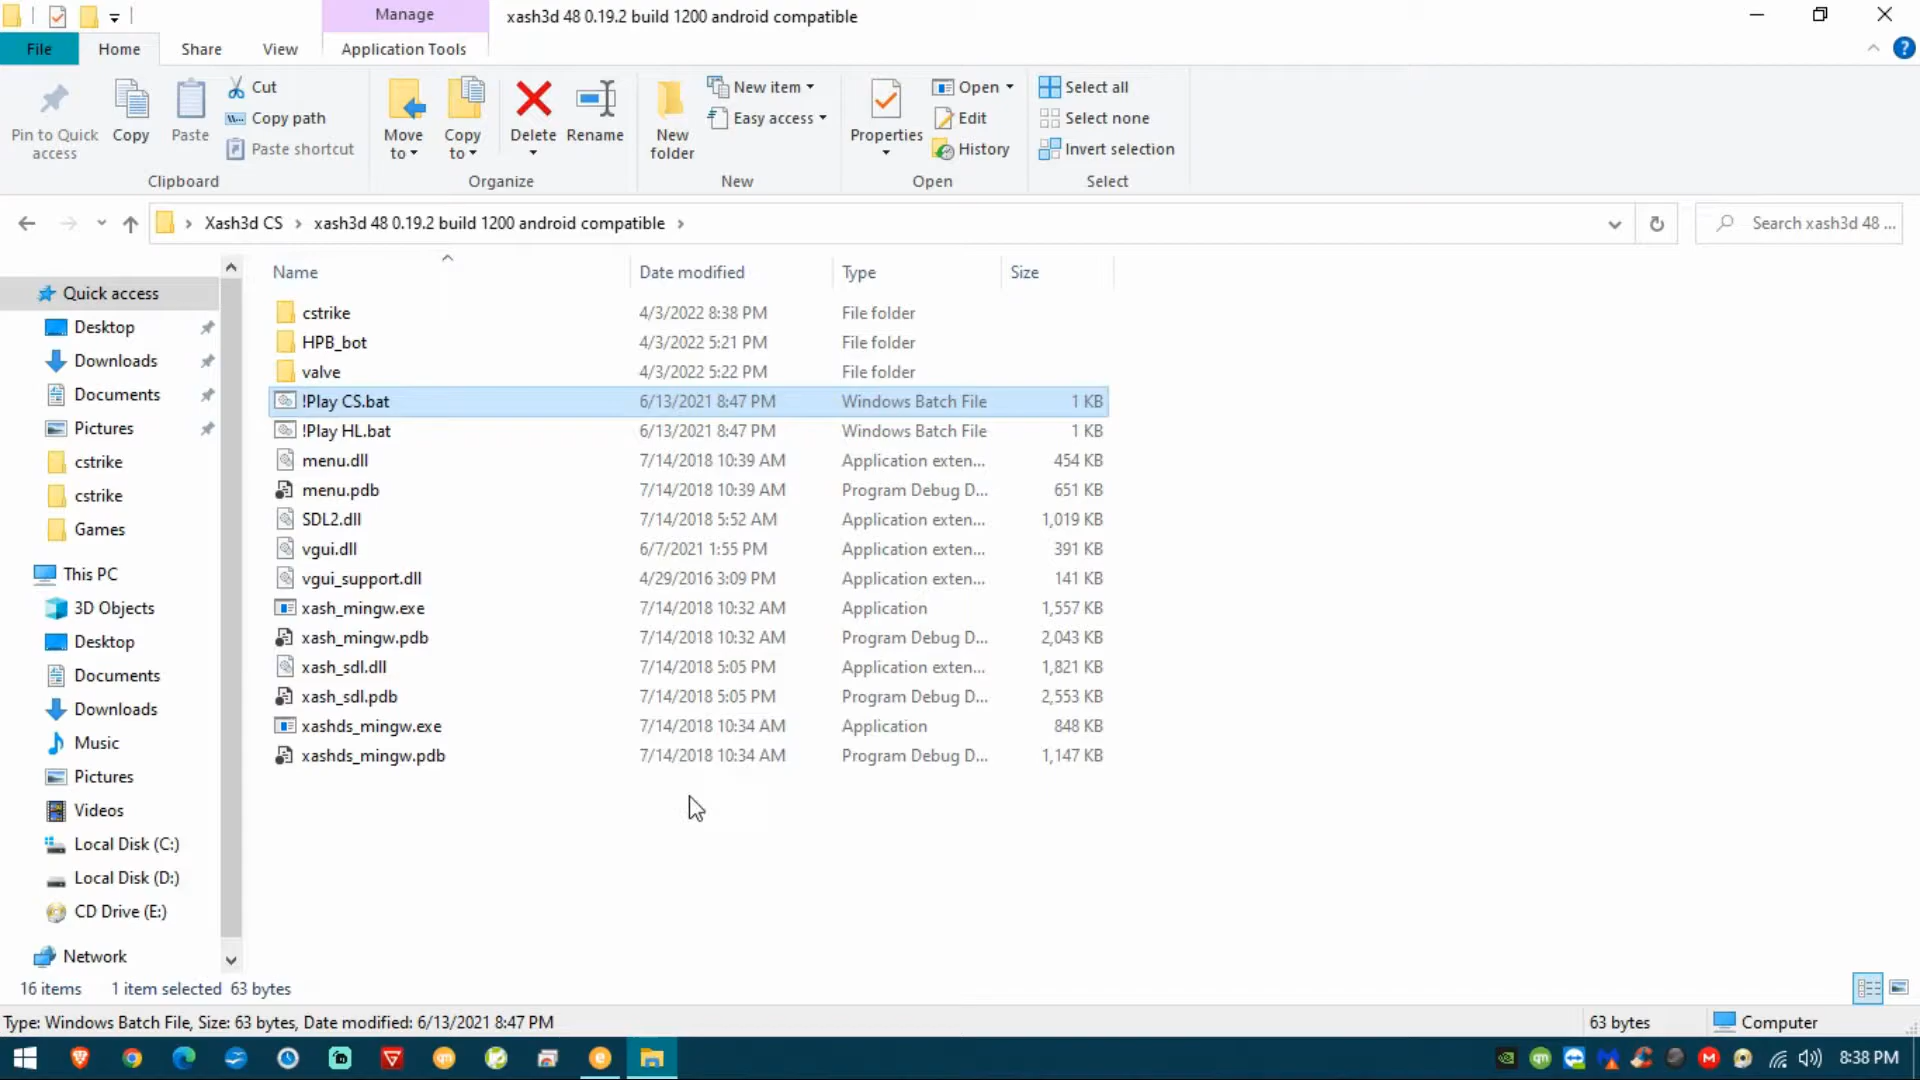 Manage
xash3d 48 0.19.2 build 1200 android compatible
File
Home
Share
View
Application Tools
Pin to Quick access
Copy
Paste
Cut
Copy path
Paste shortcut
Clipboard
Move to
Copy to
Delete
Rename
Organize
New folder
New item
Easy access
New
Properties
Open
Edit
History
Open
Select all
Select none
Invert selection
Select
Xash3d CS
xash3d 48 0.19.2 build 1200 android compatible
Search xash3d 48 ...
Name Date modified Type Size
cstrike 4/3/2022 8:38 PM File folder
HPB_bot 4/3/2022 5:21 PM File folder
valve 4/3/2022 5:22 PM File folder
!Play CS.bat 6/13/2021 8:47 PM Windows Batch File 1 KB
!Play HL.bat 6/13/2021 8:47 PM Windows Batch File 1 KB
menu.dll 7/14/2018 10:39 AM Application exten... 454 KB
menu.pdb 7/14/2018 10:39 AM Program Debug D... 651 KB
SDL2.dll 7/14/2018 5:52 AM Application exten... 1,019 KB
vgui.dll 6/7/2021 1:55 PM Application exten... 391 KB
vgui_support.dll 4/29/2016 3:09 PM Application exten... 141 KB
xash_mingw.exe 7/14/2018 10:32 AM Application 1,557 KB
xash_mingw.pdb 7/14/2018 10:32 AM Program Debug D... 2,043 KB
xash_sdl.dll 7/14/2018 5:05 PM Application exten... 1,821 KB
xash_sdl.pdb 7/14/2018 5:05 PM Program Debug D... 2,553 KB
xashds_mingw.exe 7/14/2018 10:34 AM Application 848 KB
xashds_mingw.pdb 7/14/2018 10:34 AM Program Debug D... 1,147 KB
Quick access
Desktop
Downloads
Documents
Pictures
cstrike
cstrike
Games
This PC
3D Objects
Desktop
Documents
Downloads
Music
Pictures
Videos
Local Disk (C:)
Local Disk (D:)
CD Drive (E:)
Network
16 items 1 item selected 63 bytes
Type: Windows Batch File, Size: 63 bytes, Date modified: 6/13/2021 8:47 PM
63 bytes
Computer
8:38 PM